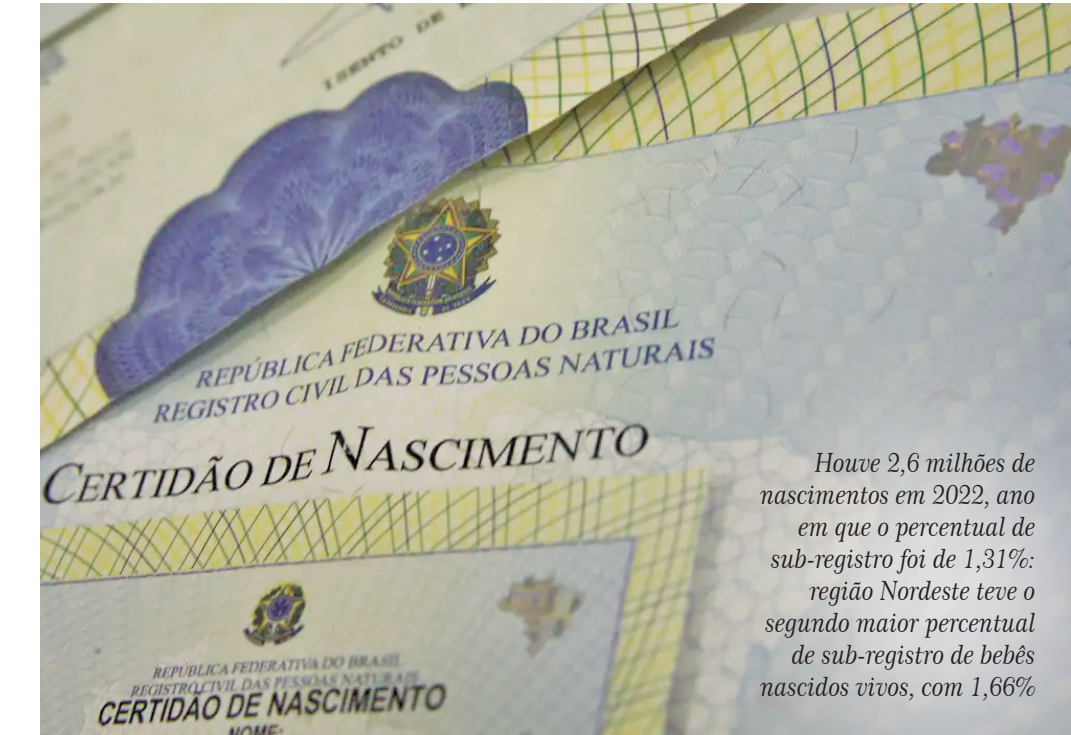 ISENTO DE
REPÚBLICA FEDERATIVA DO BRASIL
REGISTRO CIVIL DAS PESSOAS NATURAIS
CERTIDÃO DE NASCIMENTO
Houve 2,6 milhões de
nascimentos em 2022, ano
em que o percentual de
sub-registro foi de 1,31%:
região Nordeste teve o
segundo maior percentual
de sub-registro de bebês
nascidos vivos, com 1,66%
REPUBLICA FEDERATIVA DO BRASIL
REGISTRO CIVIL DAS PESSOAS NATURAIS
CERTIDÃO DE NASCIMENTO
NOME: